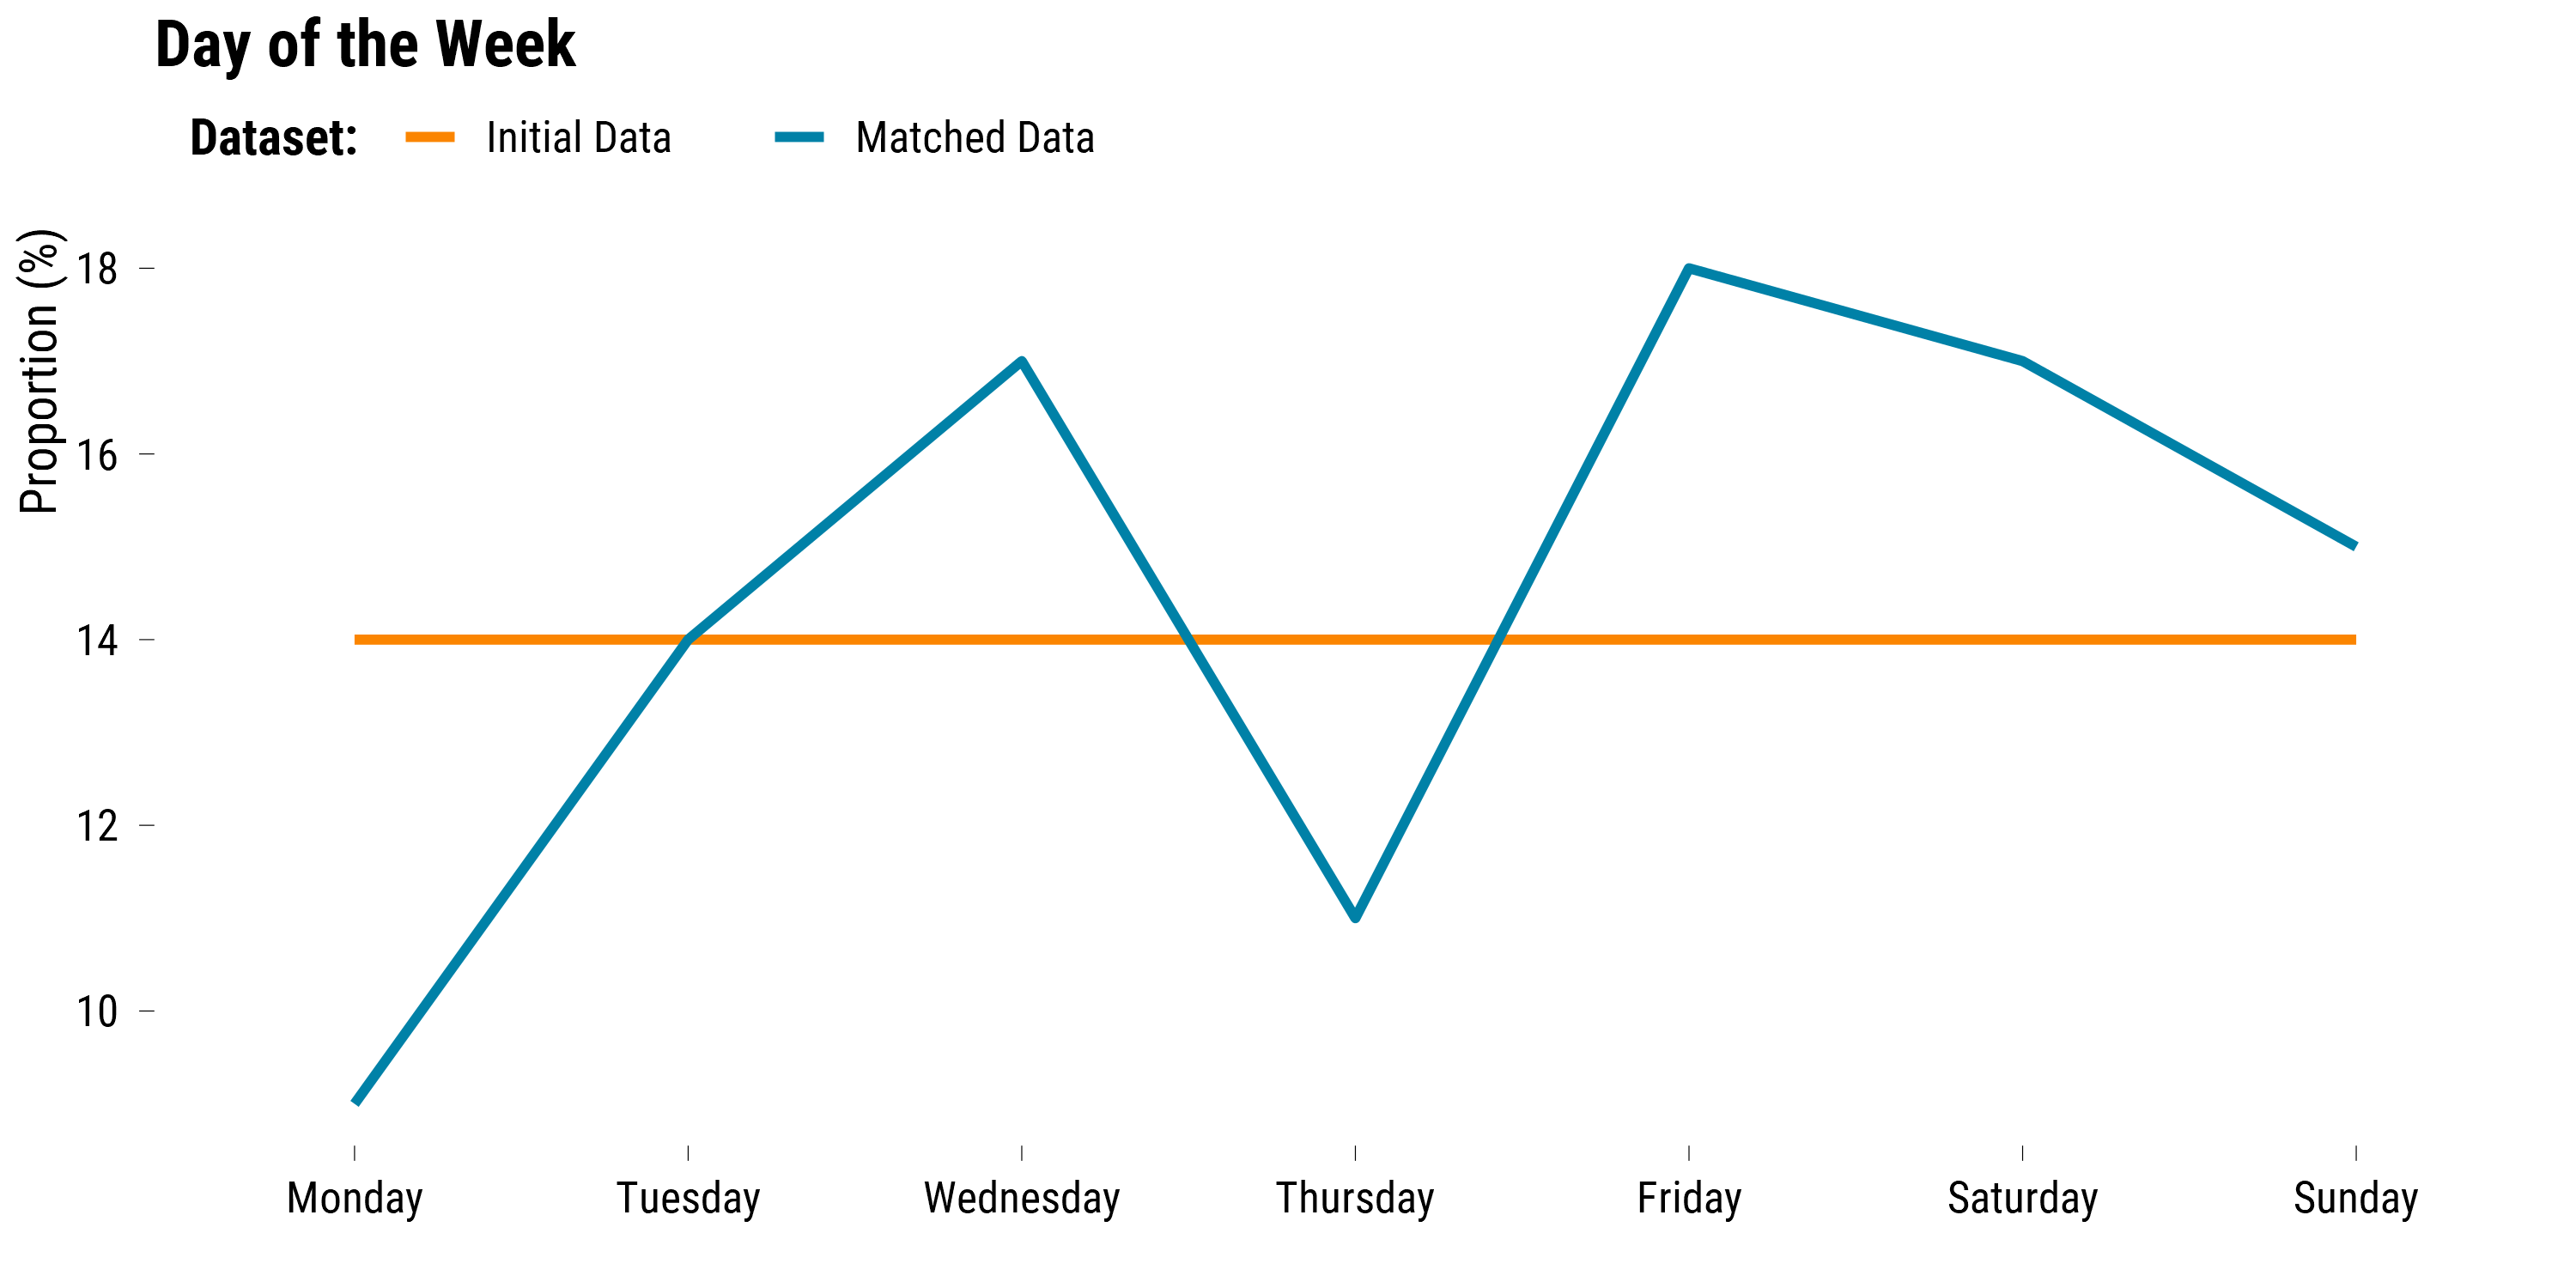 Day of the Week
Dataset: Initial Data Matched Data
Proportion (%)
18
16
14
12
10
Monday Tuesday Wednesday Thursday Friday Saturday Sunday